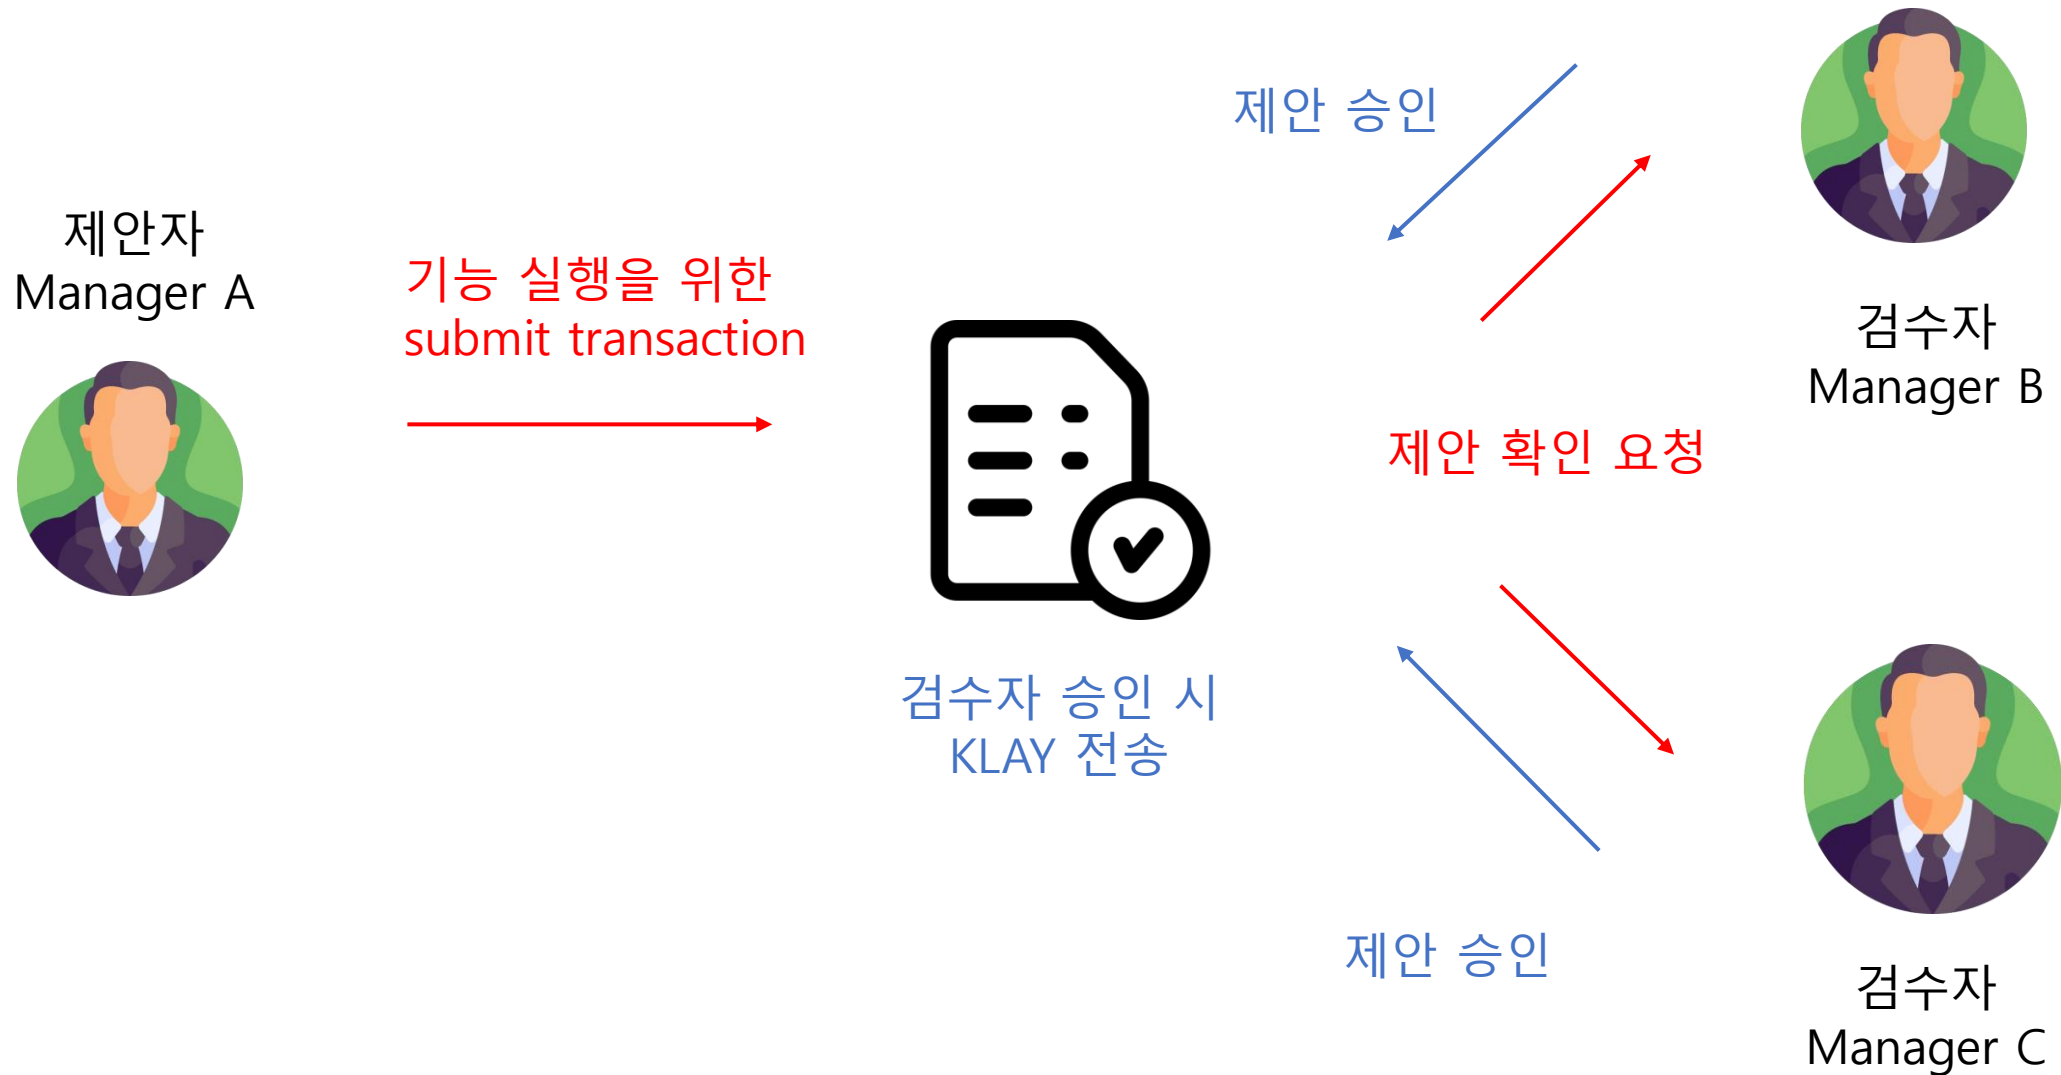 제안자
Manager A
기능 실행을 위한
submit transaction
검수자 승인 시
KLAY 전송
제안 승인
제안 확인 요청
제안 승인
검수자
Manager B
검수자
Manager C